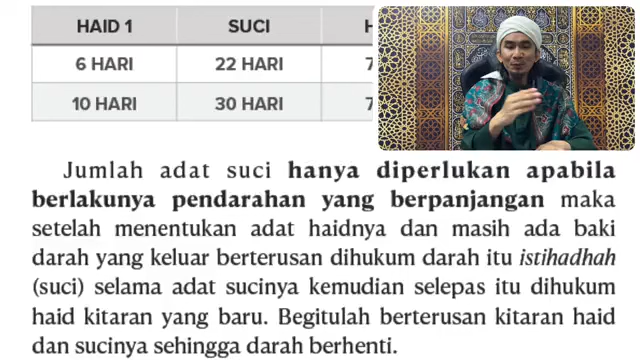 HAID 1 SUCI H
6 HARI 22 HARI 7
10 HARI 30 HARI 7
Jumlah adat suci hanya diperlukan apabila
berlakunya pendarahan yang berpanjangan maka
setelah menentukan adat haidnya dan masih ada baki
darah yang keluar berterusan dihukum darah itu istihadhah
(suci) selama adat sucinya kemudian selepas itu dihukum
haid kitaran yang baru. Begitulah berterusan kitaran haid
dan sucinya sehingga darah berhenti.